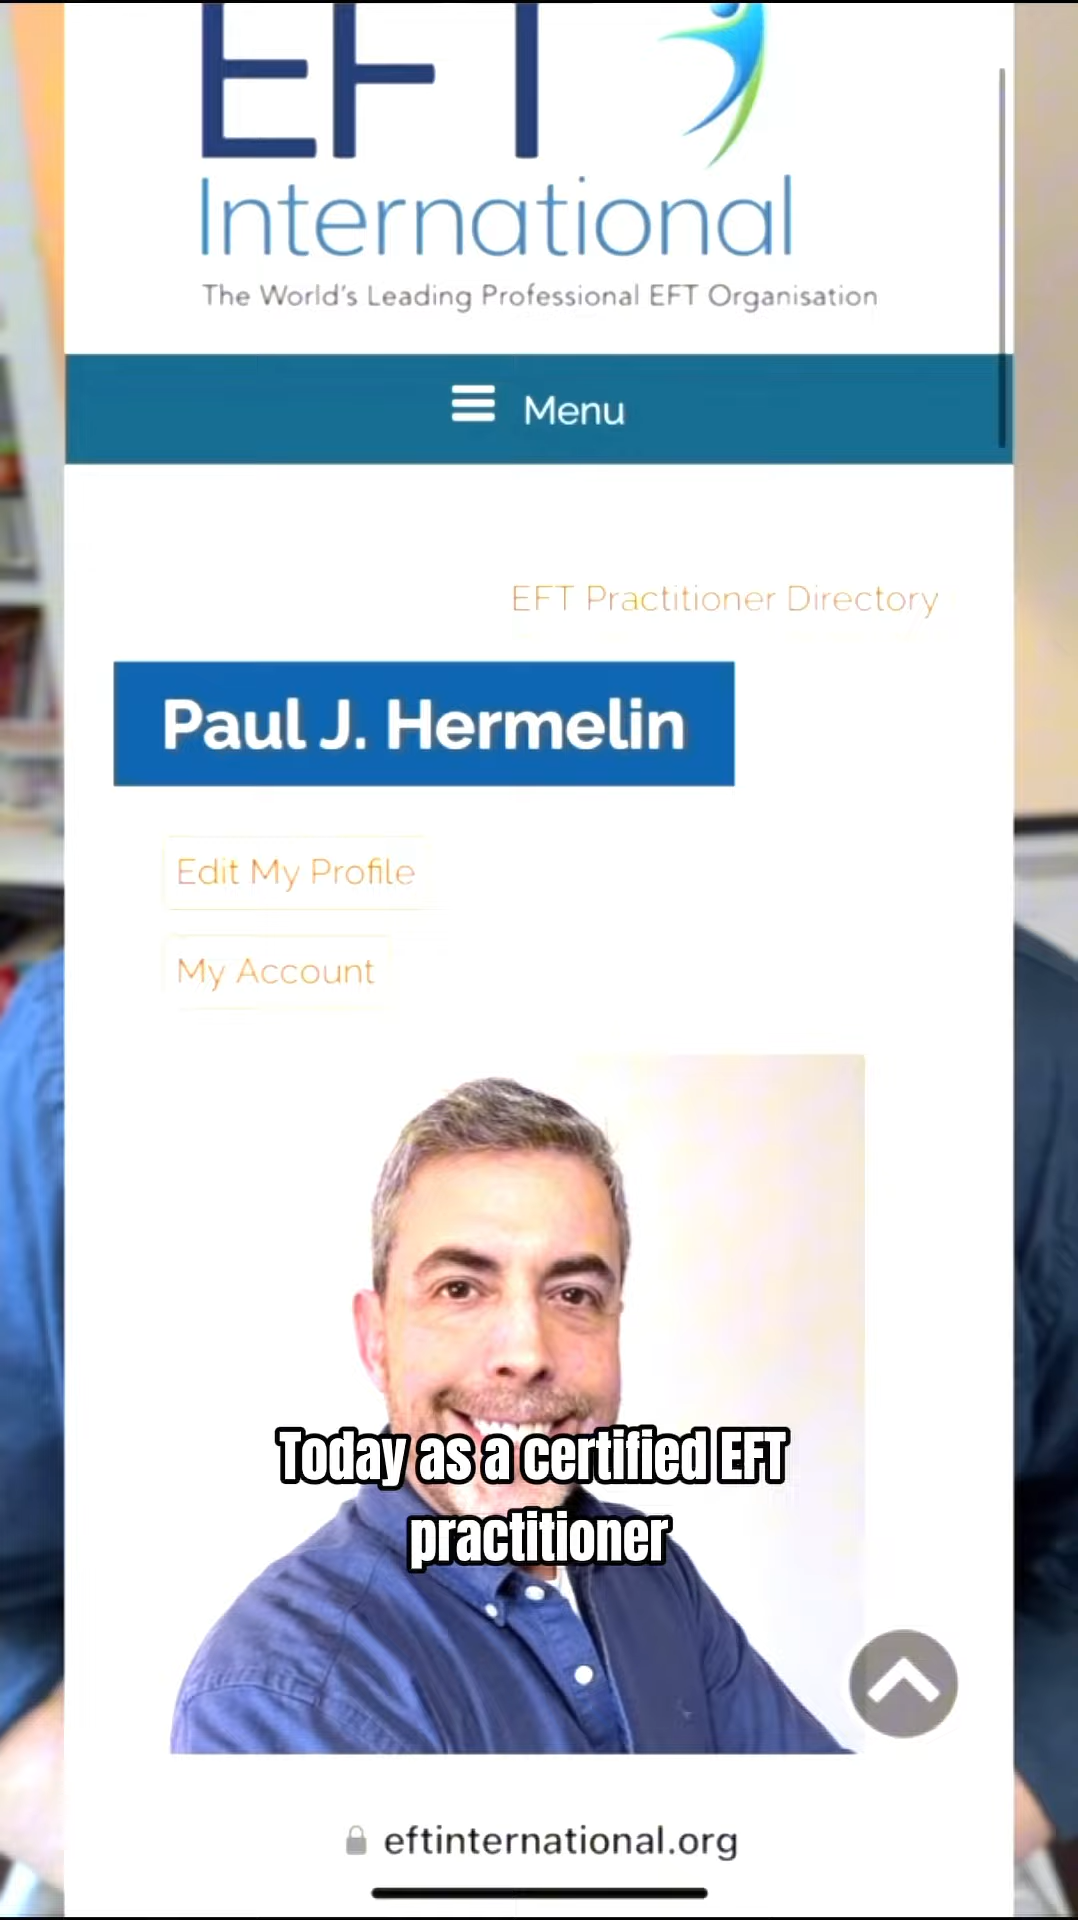 EFT
International
The World's Leading Professional EFT Organisation
Menu
EFT Practitioner Directory
Paul J. Hermelin
Edit My Profile
My Account
Today as a certified EFT
practitioner
eftinternational.org